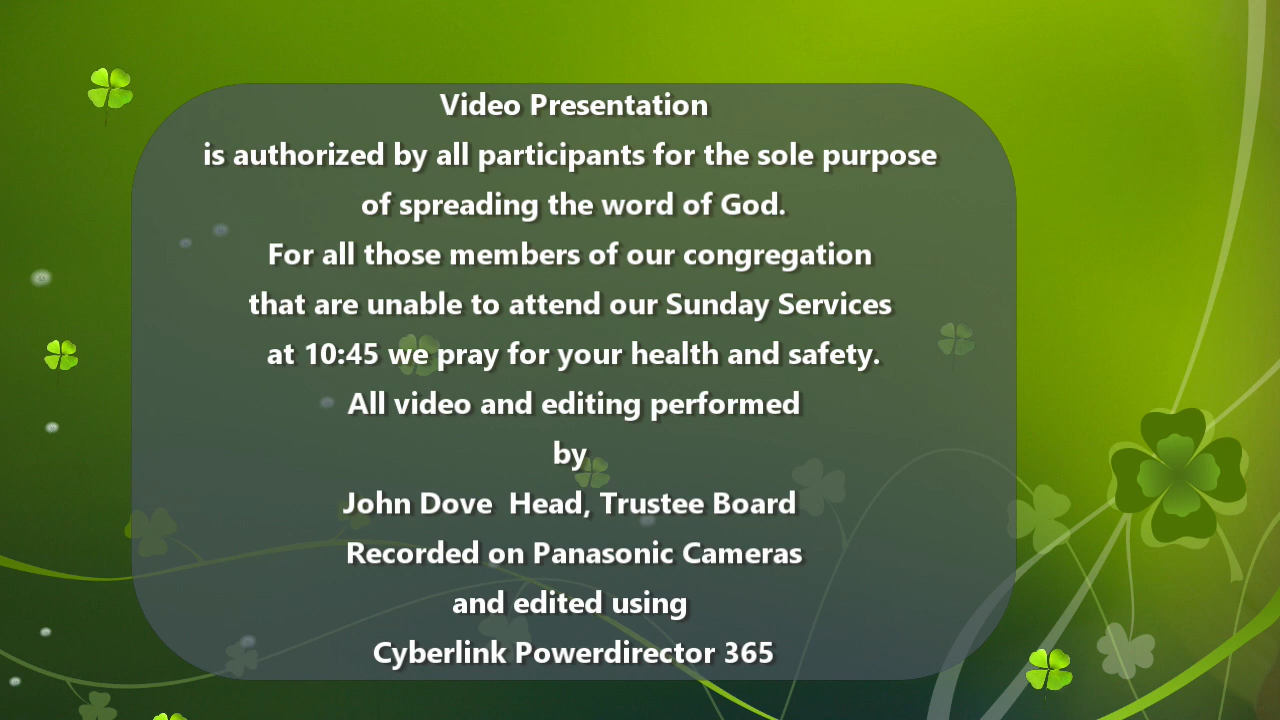 Video Presentation
is authorized by all participants for the sole purpose
of spreading the word of God.
For all those members of our congregation
that are unable to attend our Sunday Services
at 10:45 we pray for your health and safety.
All video and editing performed
by
John Dove  Head, Trustee Board
Recorded on Panasonic Cameras
and edited using
Cyberlink Powerdirector 365